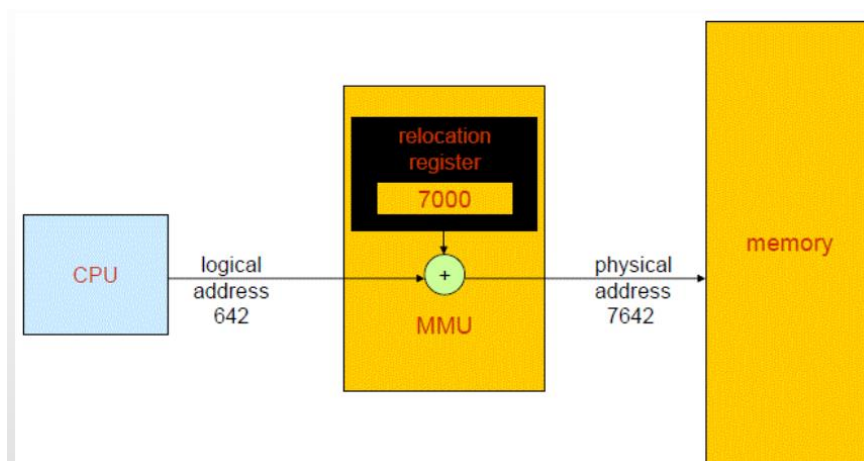 relocation
register
7000
CPU
logical
address
642
+
MMU
physical
address
7642
memory